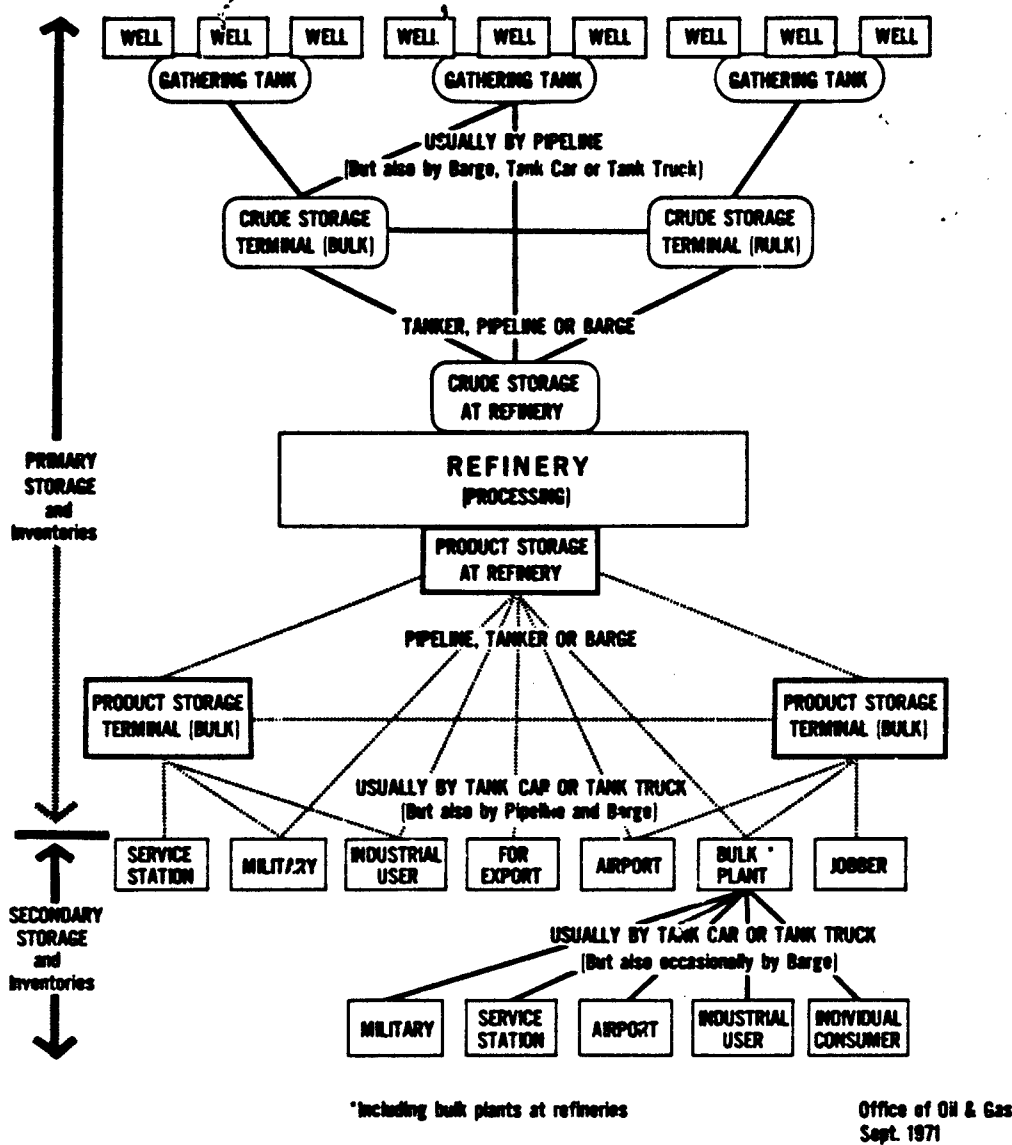 WELL WELL WELL WELL WELL WELL WELL WELL WELL
GATHERING TANK GATHERING TANK GATHERING TANK
USUALLY BY PIPELINE
(But also by Barge, Tank Car or Tank Truck)
CRUDE STORAGE
TERMINAL (BULK)
CRUDE STORAGE
TERMINAL (BULK)
TANKER, PIPELINE OR BARGE
CRUDE STORAGE
AT REFINERY
REFINERY
(PROCESSING)
PRIMARY
STORAGE
and
Inventories
PRODUCT STORAGE
AT REFINERY
PIPELINE, TANKER OR BARGE
PRODUCT STORAGE
TERMINAL (BULK)
PRODUCT STORAGE
TERMINAL (BULK)
USUALLY BY TANK CAR OR TANK TRUCK
(But also by Pipeline and Barge)
SERVICE
STATION
MILITARY
INDUSTRIAL
USER
FOR
EXPORT
AIRPORT
BULK *
PLANT
JOBBER
SECONDARY
STORAGE
and
Inventories
USUALLY BY TANK CAR OR TANK TRUCK
(But also occasionally by Barge)
MILITARY
SERVICE
STATION
AIRPORT
INDUSTRIAL
USER
INDIVIDUAL
CONSUMER
*Including bulk plants at refineries
Office of Oil & Gas
Sept. 1971